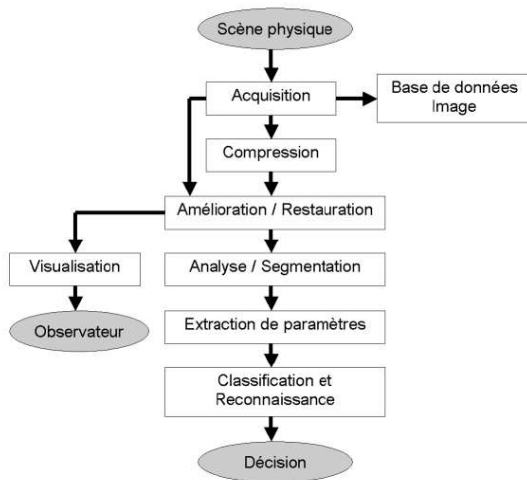 Scène physique
Acquisition
Base de données
Image
Compression
Amélioration / Restauration
Visualisation
Analyse / Segmentation
Observateur
Extraction de paramètres
Classification et
Reconnaissance
Décision